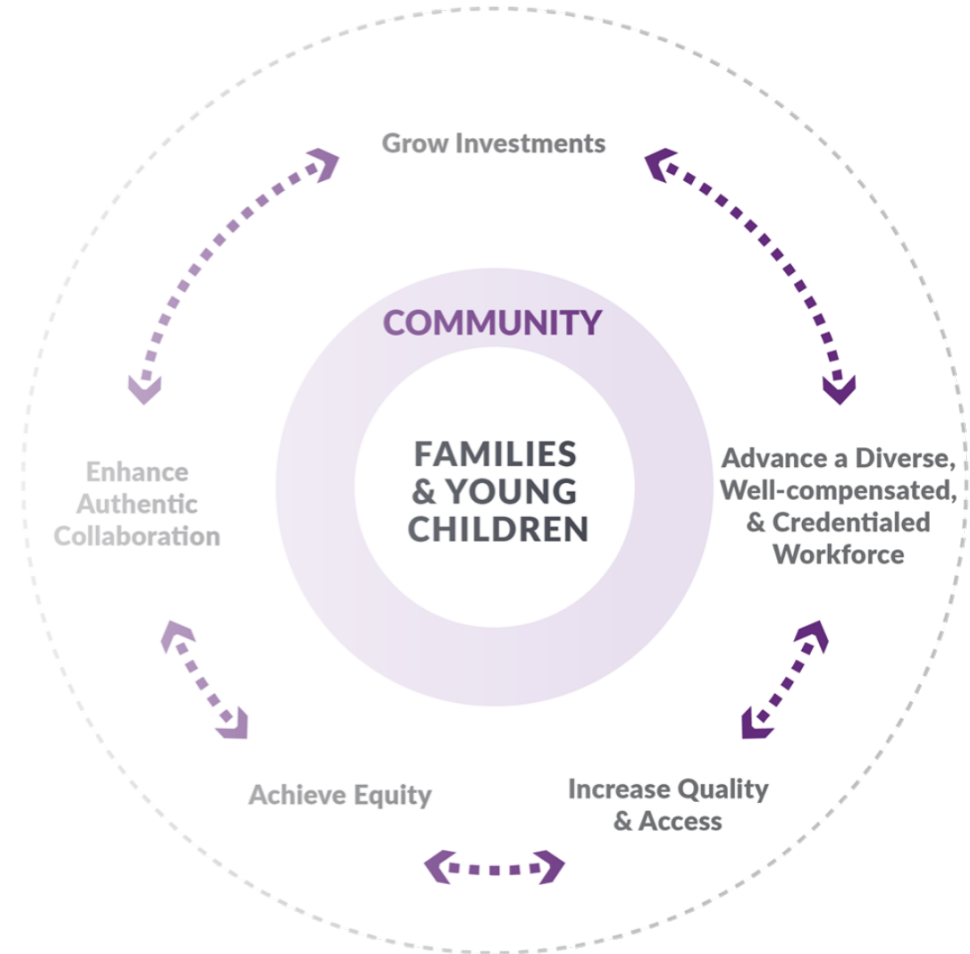 Grow Investments
COMMUNITY
FAMILIES
& YOUNG
CHILDREN
Advance a Diverse,
Well-compensated,
& Credentialed
Workforce
Increase Quality
& Access
Achieve Equity
Enhance
Authentic
Collaboration